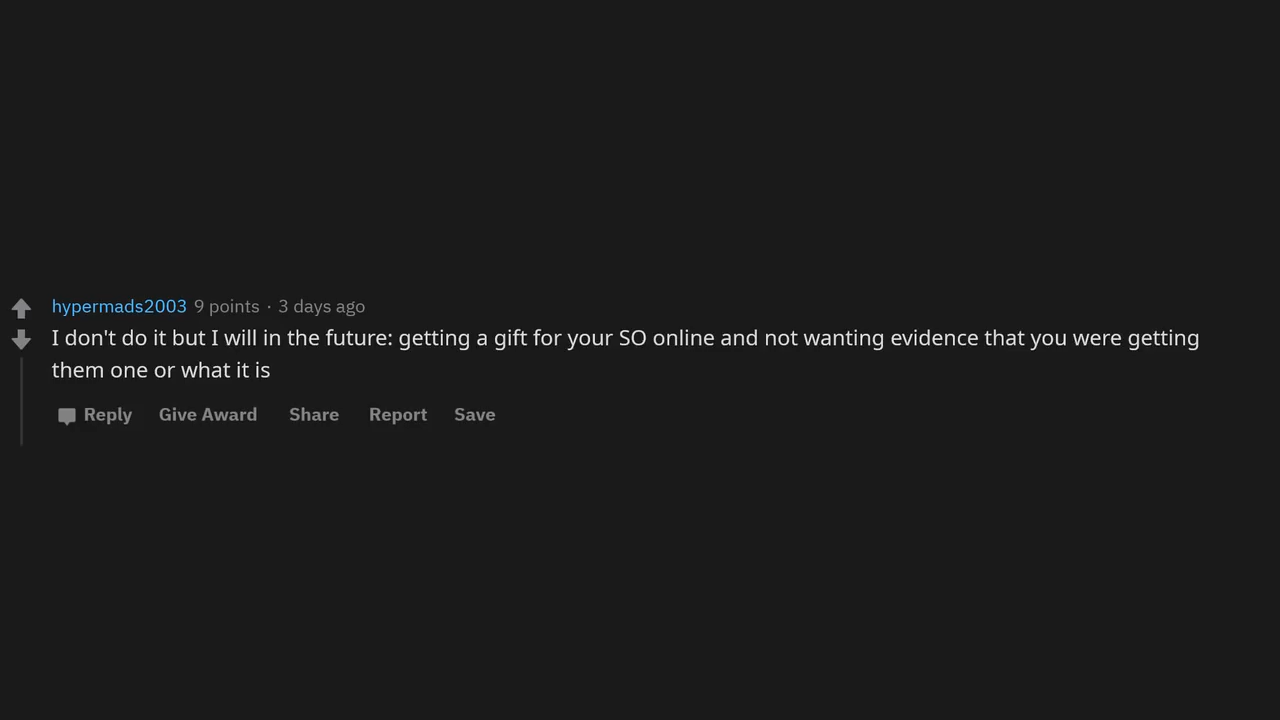 hypermads2003 9 points · 3 days ago
I don't do it but I will in the future: getting a gift for your SO online and not wanting evidence that you were getting
them one or what it is
Reply Give Award Share Report Save